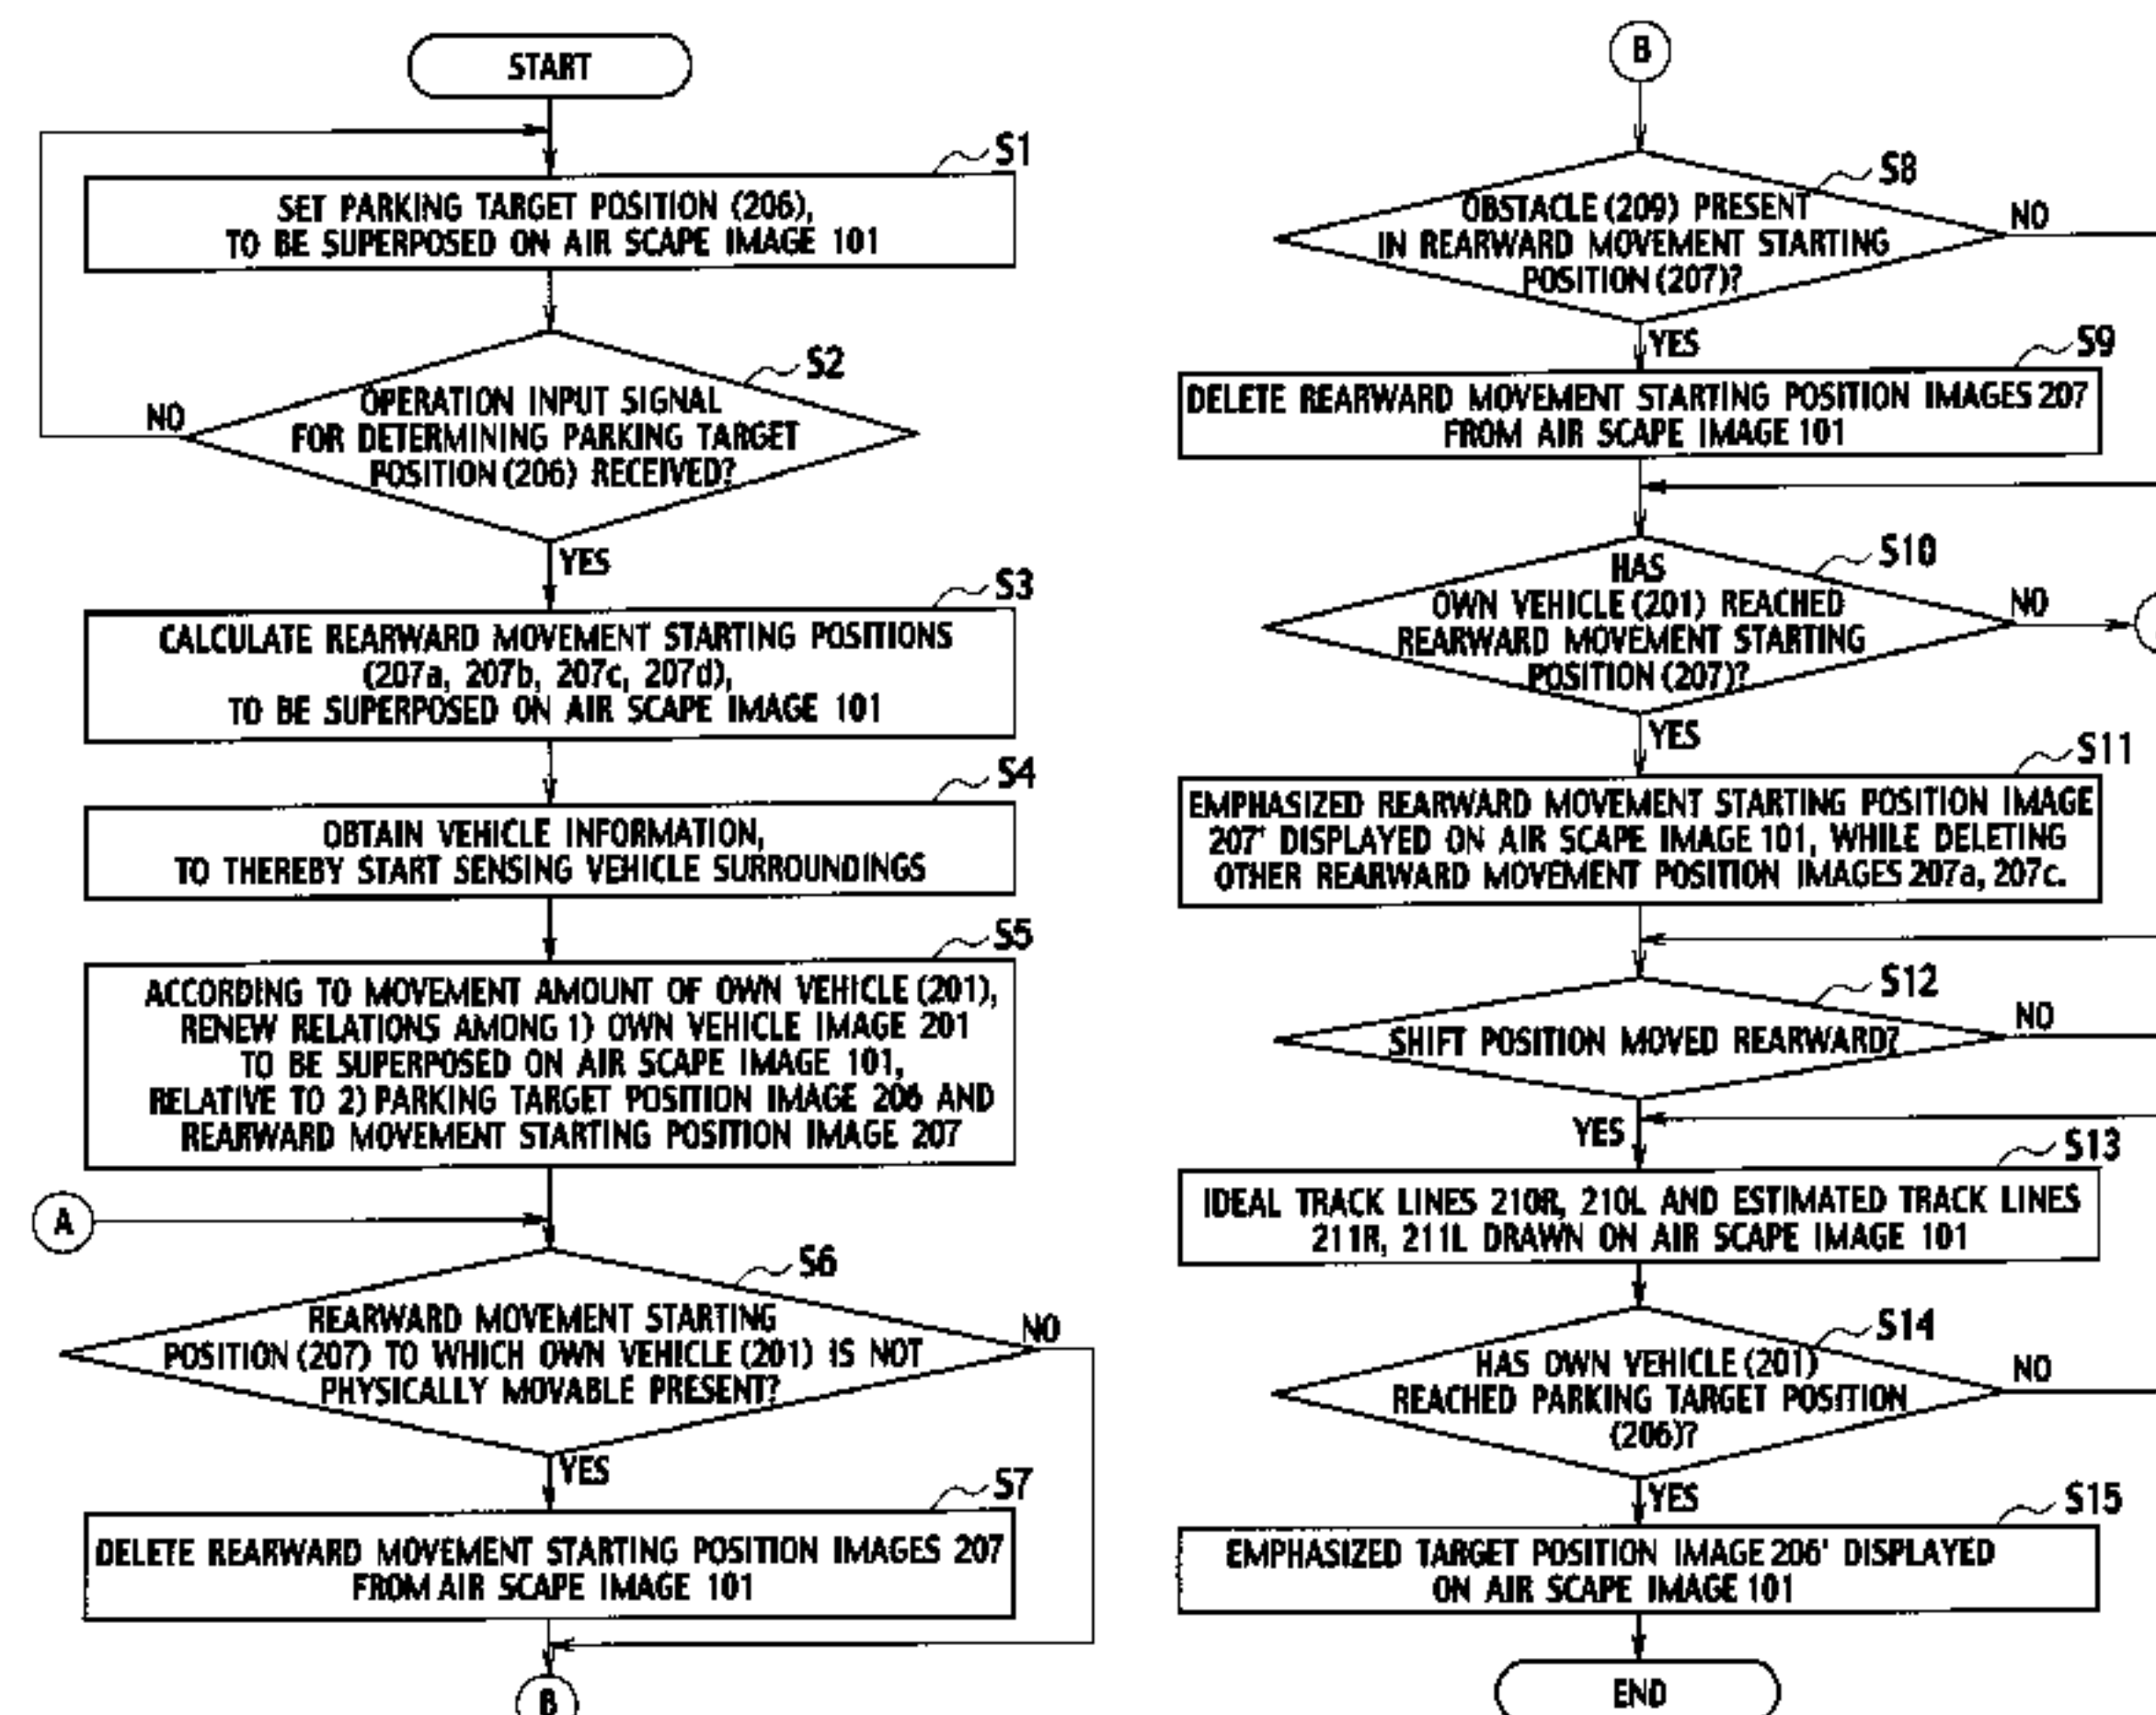 START
S1
SET PARKING TARGET POSITION (206),
TO BE SUPERPOSED ON AIR SCAPE IMAGE 101
S2
OPERATION INPUT SIGNAL
FOR DETERMINING PARKING TARGET
POSITION (206) RECEIVED?
NO
YES
S3
CALCULATE REARWARD MOVEMENT STARTING POSITIONS
(207a, 207b, 207c, 207d),
TO BE SUPERPOSED ON AIR SCAPE IMAGE 101
S4
OBTAIN VEHICLE INFORMATION,
TO THEREBY START SENSING VEHICLE SURROUNDINGS
S5
ACCORDING TO MOVEMENT AMOUNT OF OWN VEHICLE (201),
RENEW RELATIONS AMONG 1) OWN VEHICLE IMAGE 201
TO BE SUPERPOSED ON AIR SCAPE IMAGE 101,
RELATIVE TO 2) PARKING TARGET POSITION IMAGE 206 AND
REARWARD MOVEMENT STARTING POSITION IMAGE 207
A
S6
REARWARD MOVEMENT STARTING
POSITION (207) TO WHICH OWN VEHICLE (201) IS NOT
PHYSICALLY MOVABLE PRESENT?
NO
YES
S7
DELETE REARWARD MOVEMENT STARTING POSITION IMAGES 207
FROM AIR SCAPE IMAGE 101
B
B
S8
OBSTACLE (209) PRESENT
IN REARWARD MOVEMENT STARTING
POSITION (207)?
NO
YES
S9
DELETE REARWARD MOVEMENT STARTING POSITION IMAGES 207
FROM AIR SCAPE IMAGE 101
S10
HAS
OWN VEHICLE (201) REACHED
REARWARD MOVEMENT STARTING
POSITION (207)?
NO
YES
S11
EMPHASIZED REARWARD MOVEMENT STARTING POSITION IMAGE
207' DISPLAYED ON AIR SCAPE IMAGE 101, WHILE DELETING
OTHER REARWARD MOVEMENT POSITION IMAGES 207a, 207c.
S12
SHIFT POSITION MOVED REARWARD?
NO
YES
S13
IDEAL TRACK LINES 210R, 210L AND ESTIMATED TRACK LINES
211R, 211L DRAWN ON AIR SCAPE IMAGE 101
S14
HAS OWN VEHICLE (201)
REACHED PARKING TARGET POSITION
(206)?
NO
YES
S15
EMPHASIZED TARGET POSITION IMAGE 206' DISPLAYED
ON AIR SCAPE IMAGE 101
END